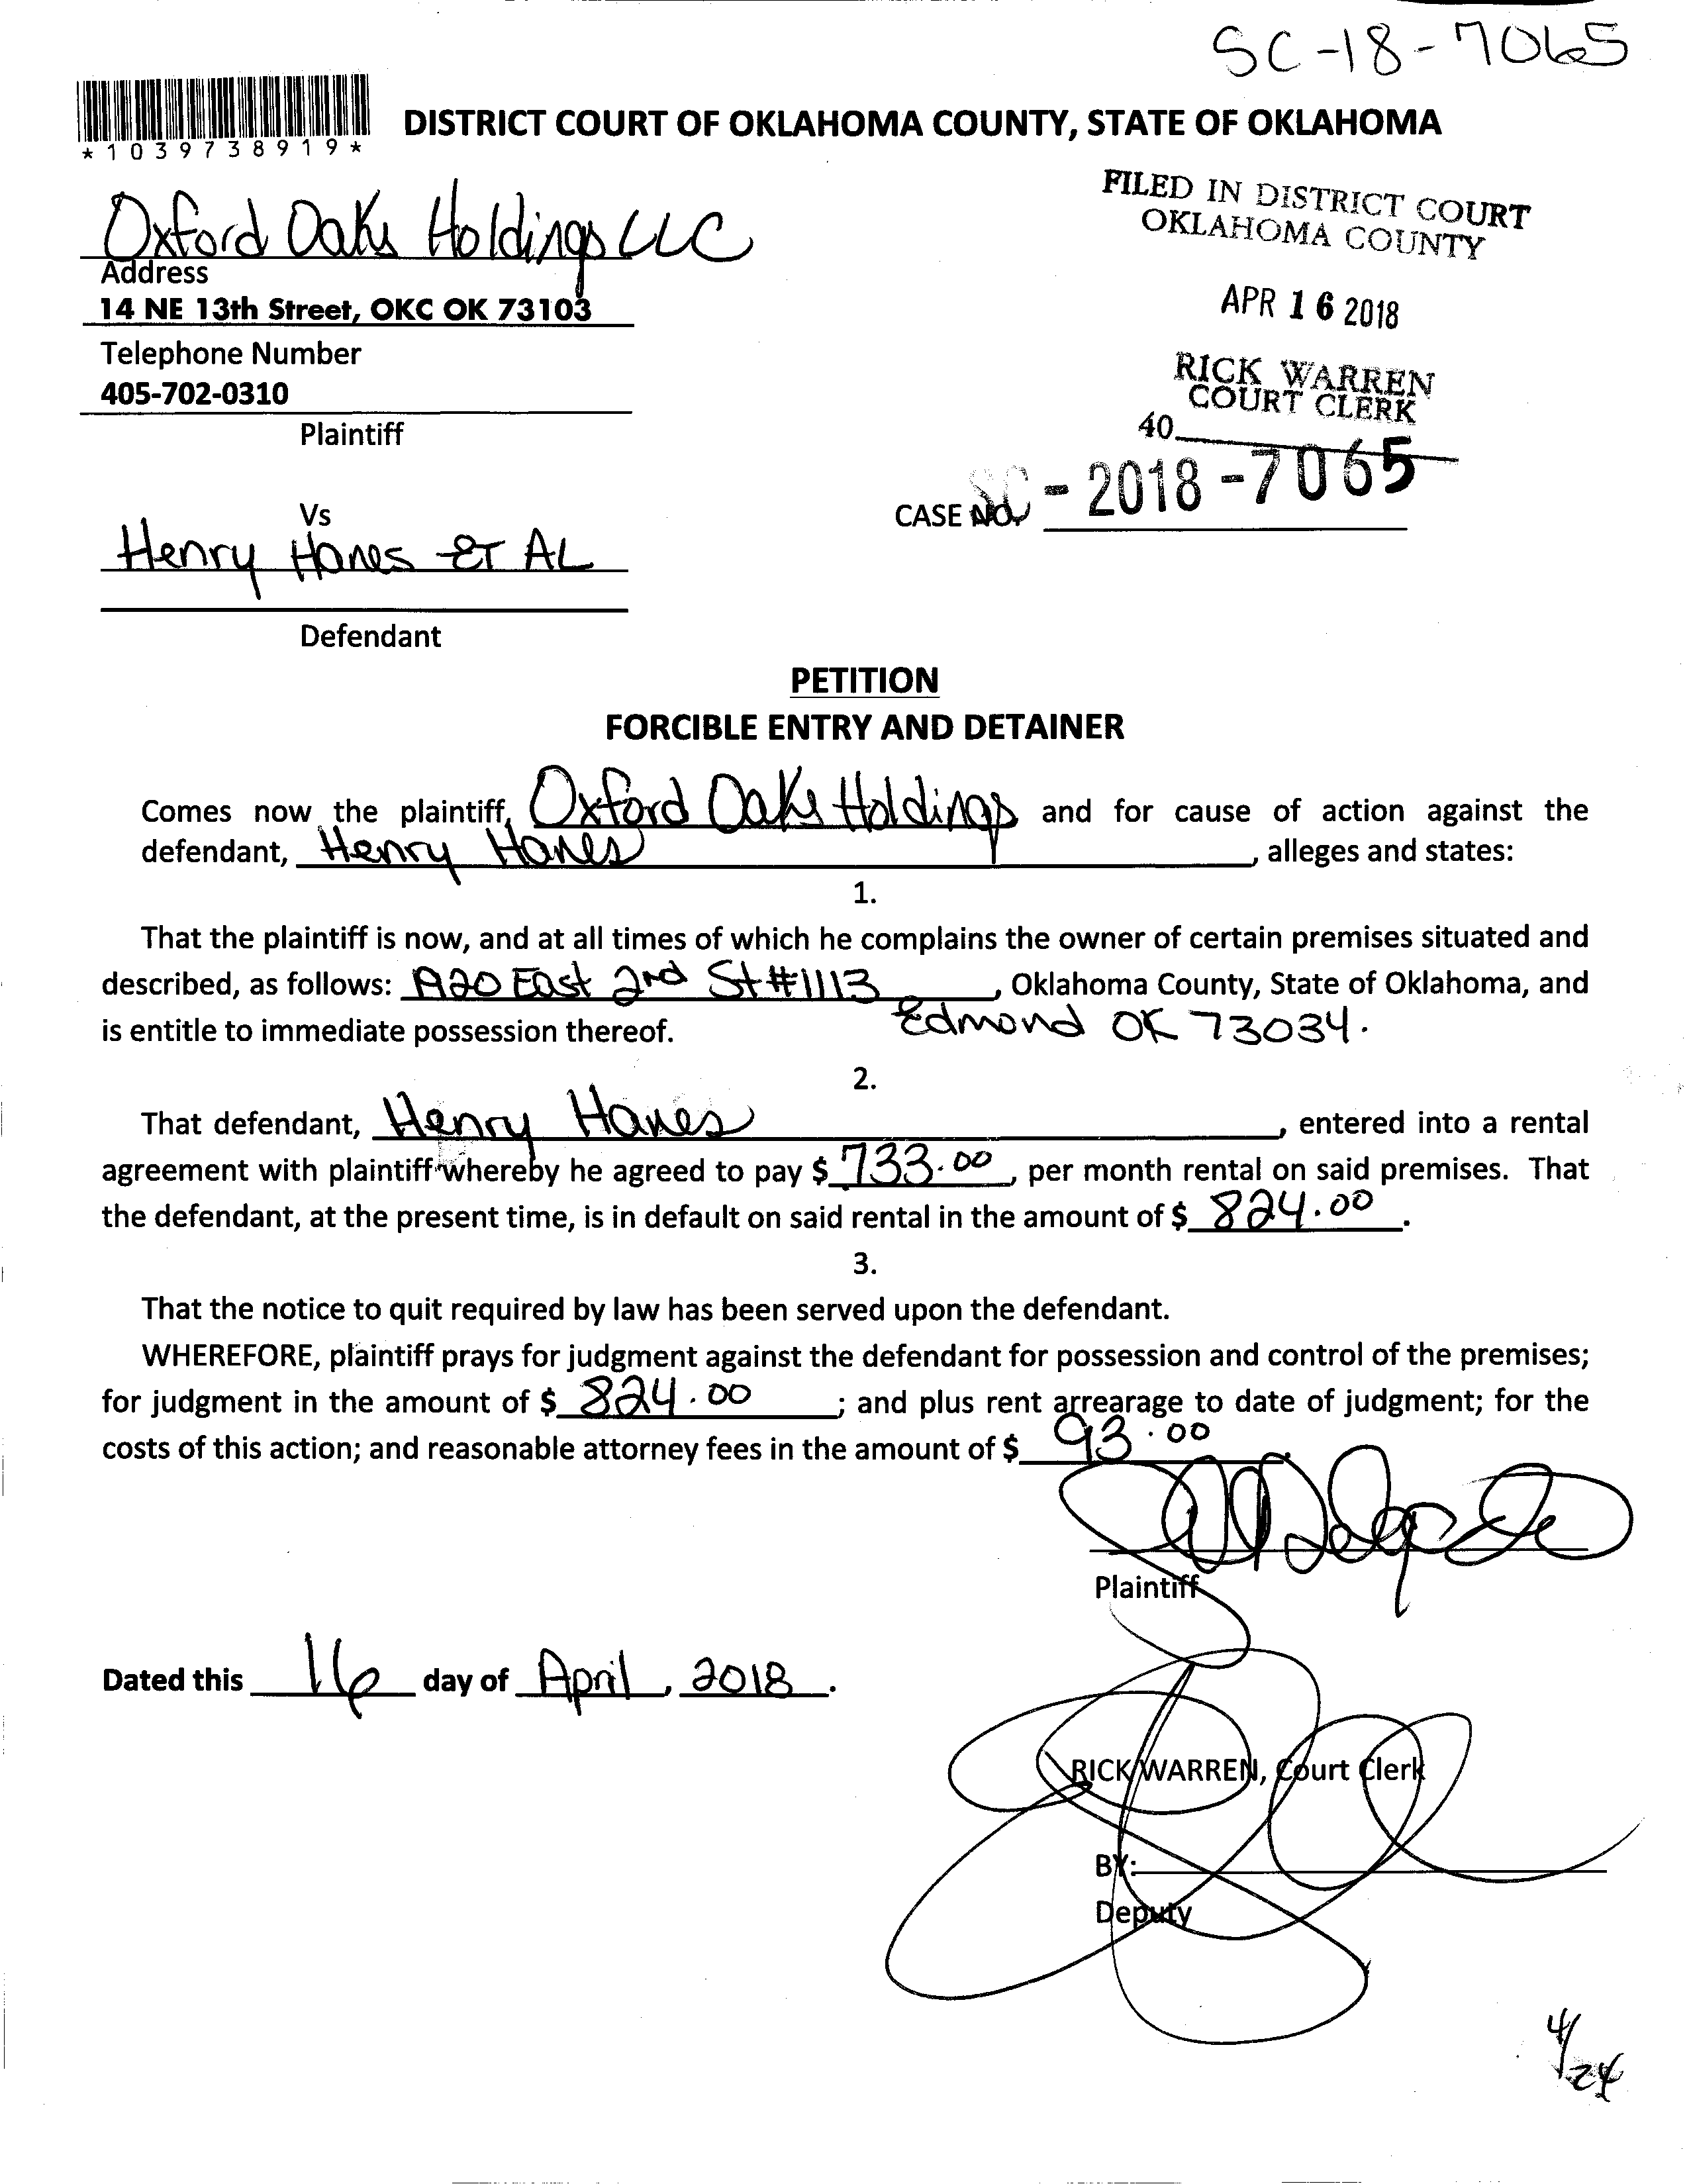 SC-18-7065
*1039738919*
DISTRICT COURT OF OKLAHOMA COUNTY, STATE OF OKLAHOMA
Oxford Oaks Holdings LLC
Address
14 NE 13th Street, OKC OK 73103
Telephone Number
405-702-0310
Plaintiff
FILED IN DISTRICT COURT
OKLAHOMA COUNTY
APR 16 2018
RICK WARREN
COURT CLERK
40
Vs
CASE NO. SC-2018-7065
Henry Hanes ET AL
Defendant
PETITION
FORCIBLE ENTRY AND DETAINER
Comes now the plaintiff, Oxford Oaks Holdings and for cause of action against the
defendant, Henry Hanes, alleges and states:
1.
That the plaintiff is now, and at all times of which he complains the owner of certain premises situated and
described, as follows: East 2nd St #1113, Oklahoma County, State of Oklahoma, and
is entitle to immediate possession thereof. Edmond OK 73034.
2.
That defendant, Henry Hanes, entered into a rental
agreement with plaintiff whereby he agreed to pay $ 733.00, per month rental on said premises. That
the defendant, at the present time, is in default on said rental in the amount of $ 824.00.
3.
That the notice to quit required by law has been served upon the defendant.
WHEREFORE, plaintiff prays for judgment against the defendant for possession and control of the premises;
for judgment in the amount of $ 824.00; and plus rent arrearage to date of judgment; for the
costs of this action; and reasonable attorney fees in the amount of $ 93.00.
Plaintiff
Dated this 16 day of April, 2018.
RICK WARREN, Court Clerk
BY:
Deputy
4/24